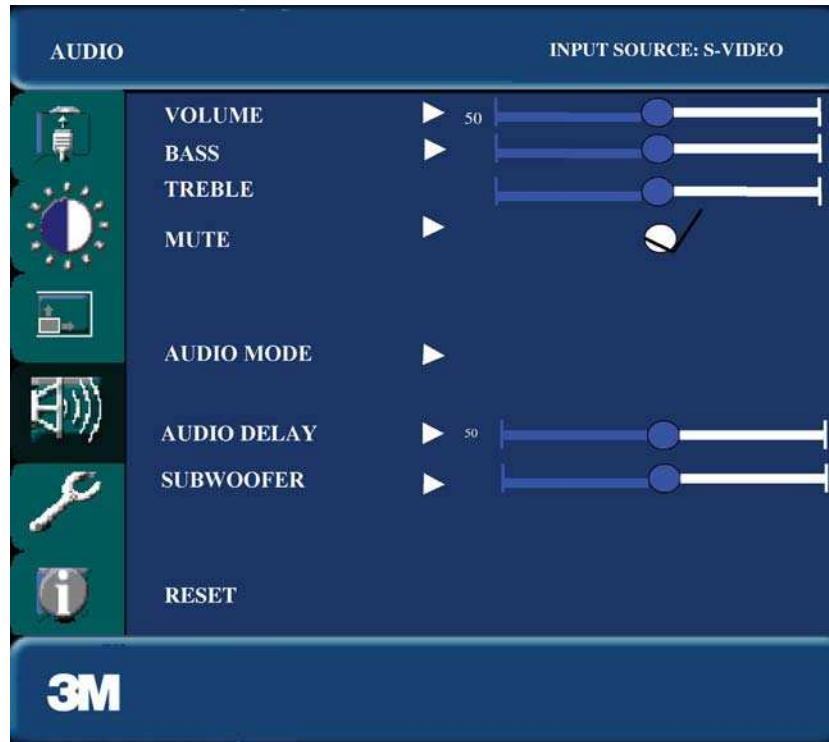 AUDIO
INPUT SOURCE: S-VIDEO
VOLUME 50
BASS
TREBLE
MUTE
AUDIO MODE
AUDIO DELAY 50
SUBWOOFER
RESET
3M